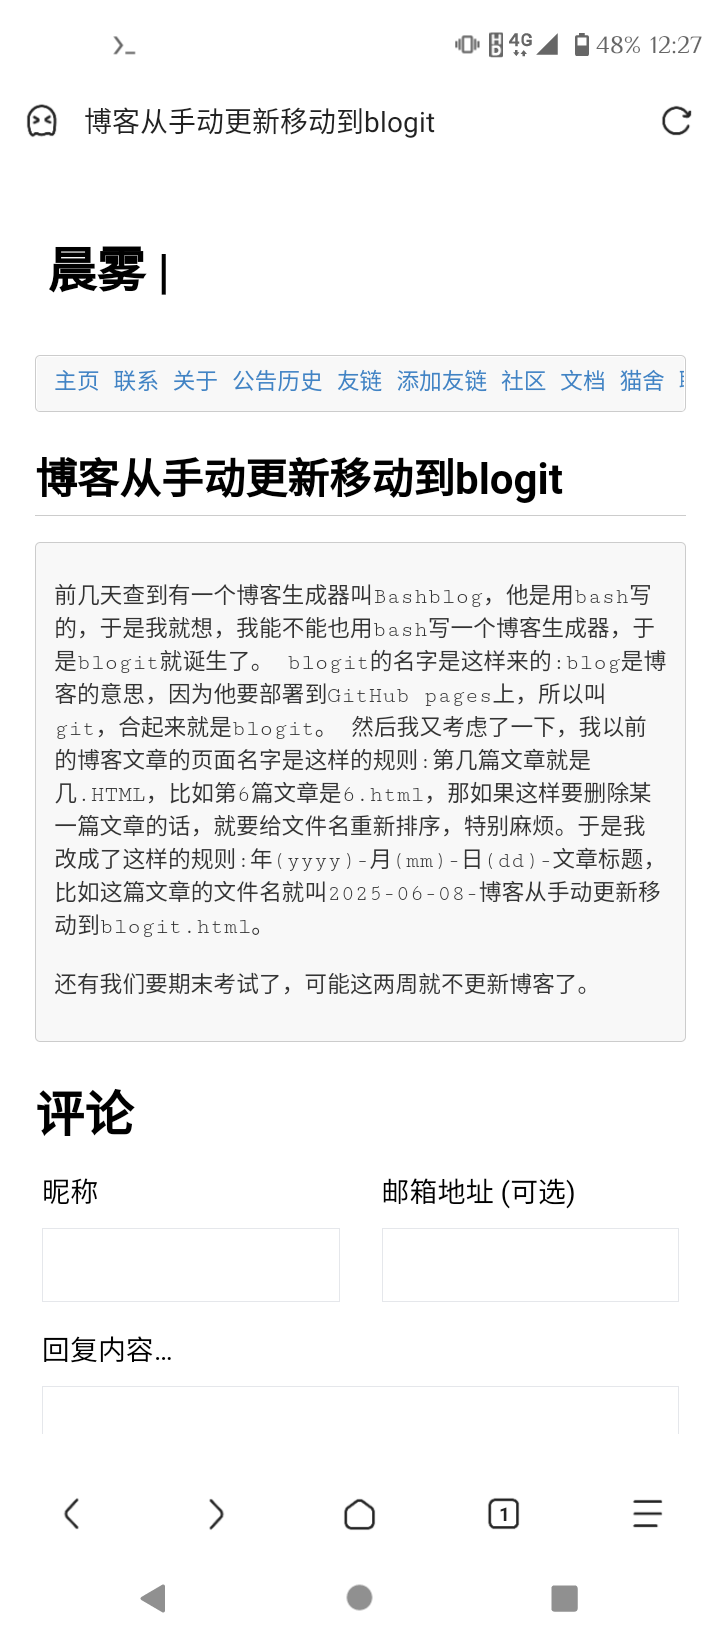 48% 12:27
4G
博客从手动更新移动到blogit
晨雾 |
主页 联系 关于 公告历史 友链 添加友链 社区 文档 猫舍
博客从手动更新移动到blogit
前几天查到有一个博客生成器叫Bashblog，他是用bash写
的，于是我就想，我能不能也用bash写一个博客生成器，于
是blogit就诞生了。 blogit的名字是这样来的:blog是博
客的意思，因为他要部署到GitHub pages上，所以叫
git，合起来就是blogit。 然后我又考虑了一下，我以前
的博客文章的页面名字是这样的规则:第几篇文章就是
几.HTML，比如第6篇文章是6.html，那如果这样要删除某
一篇文章的话，就要给文件名重新排序，特别麻烦。于是我
改成了这样的规则:年(yyyy)-月(mm)-日(dd)-文章标题，
比如这篇文章的文件名就叫2025-06-08-博客从手动更新移
动到blogit.html。
还有我们要期末考试了，可能这两周就不更新博客了。
评论
昵称 邮箱地址 (可选)
回复内容...
1